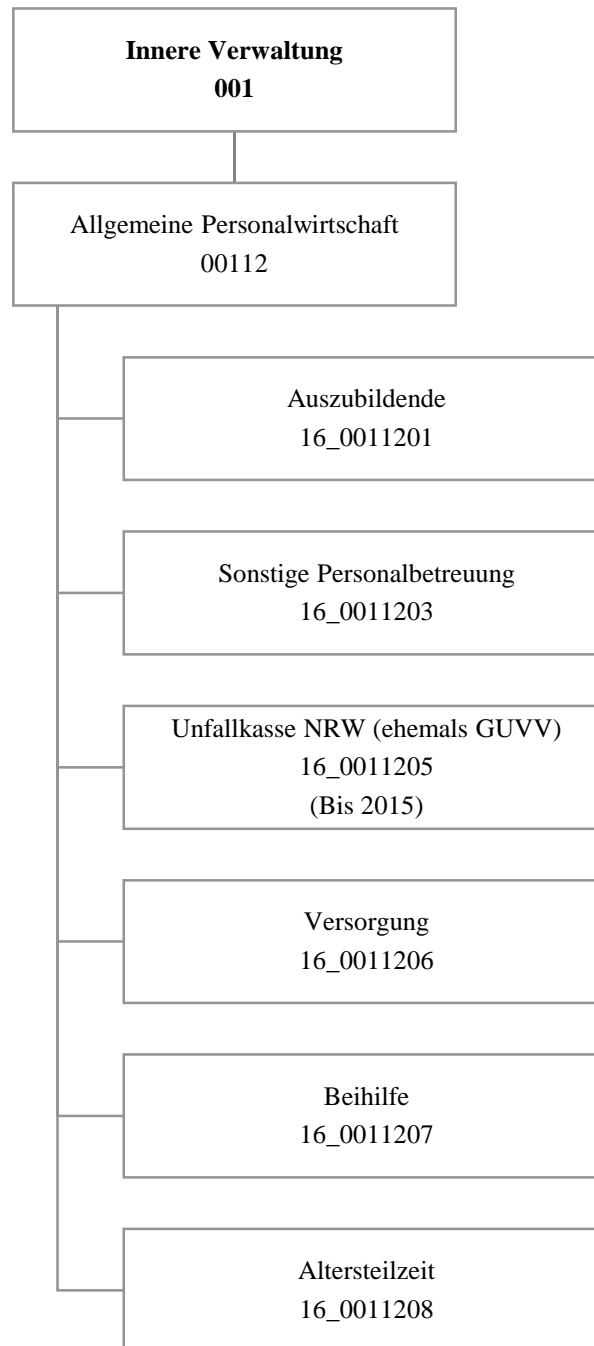 Innere Verwaltung
001
Allgemeine Personalwirtschaft
00112
Auszubildende
16_0011201
Sonstige Personalbetreuung
16_0011203
Unfallkasse NRW (ehemals GUVV)
16_0011205
(Bis 2015)
Versorgung
16_0011206
Beihilfe
16_0011207
Altersteilzeit
16_0011208